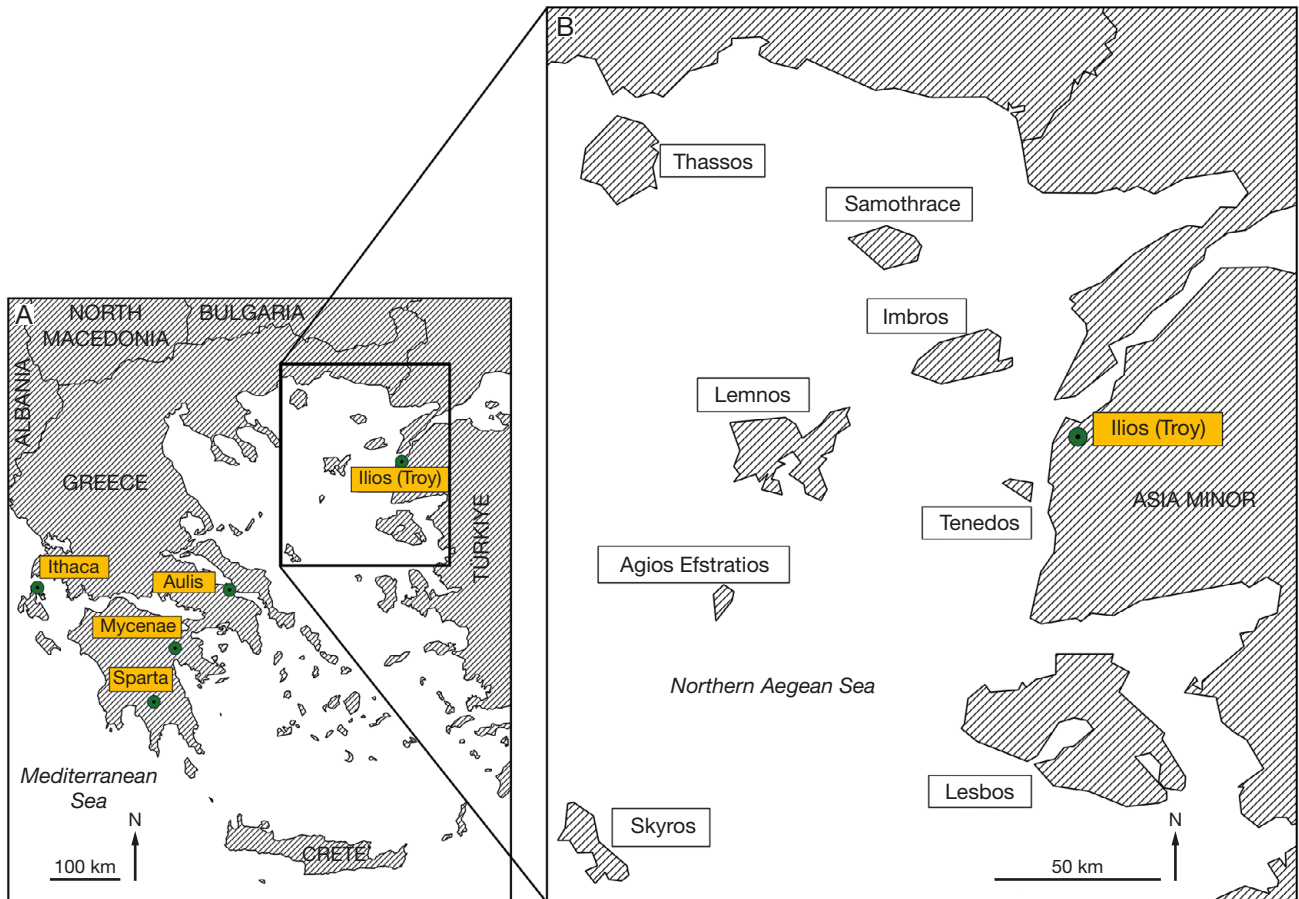 A
NORTH
MACEDONIA
BULGARIA
ALBANIA
GREECE
Ilios (Troy)
TÜRKIYE
Ithaca
Aulis
Mycenae
Sparta
Mediterranean
Sea
N
100 km
CRETE
B
Thassos
Samothrace
Imbros
Lemnos
Ilios (Troy)
ASIA MINOR
Tenedos
Agios Efstratios
Northern Aegean Sea
Lesbos
Skyros
N
50 km